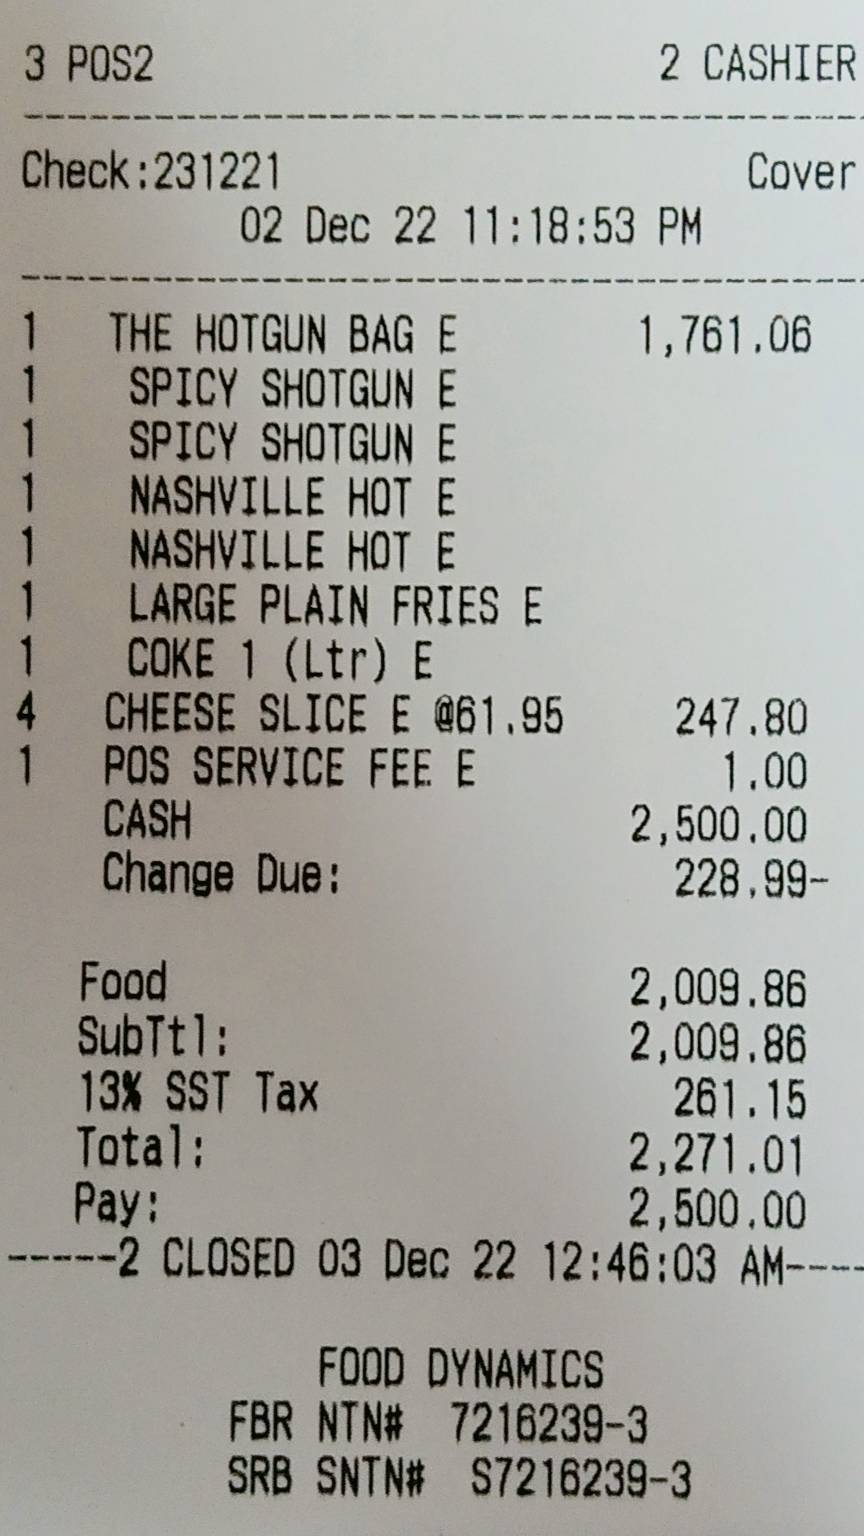 3 POS2 2 CASHIER
--------------------------------------
Check:231221 Cover
02 Dec 22 11:18:53 PM
--------------------------------------
1 THE HOTGUN BAG E 1,761.06
1 SPICY SHOTGUN E
1 SPICY SHOTGUN E
1 NASHVILLE HOT E
1 NASHVILLE HOT E
1 LARGE PLAIN FRIES E
1 COKE 1 (Ltr) E
4 CHEESE SLICE E @61.95 247.80
1 POS SERVICE FEE E 1.00
CASH 2,500.00
Change Due: 228.99-
Food 2,009.86
SubTtl: 2,009.86
13% SST Tax 261.15
Total: 2,271.01
Pay: 2,500.00
-----2 CLOSED 03 Dec 22 12:46:03 AM----
FOOD DYNAMICS
FBR NTN# 7216239-3
SRB SNTN# S7216239-3